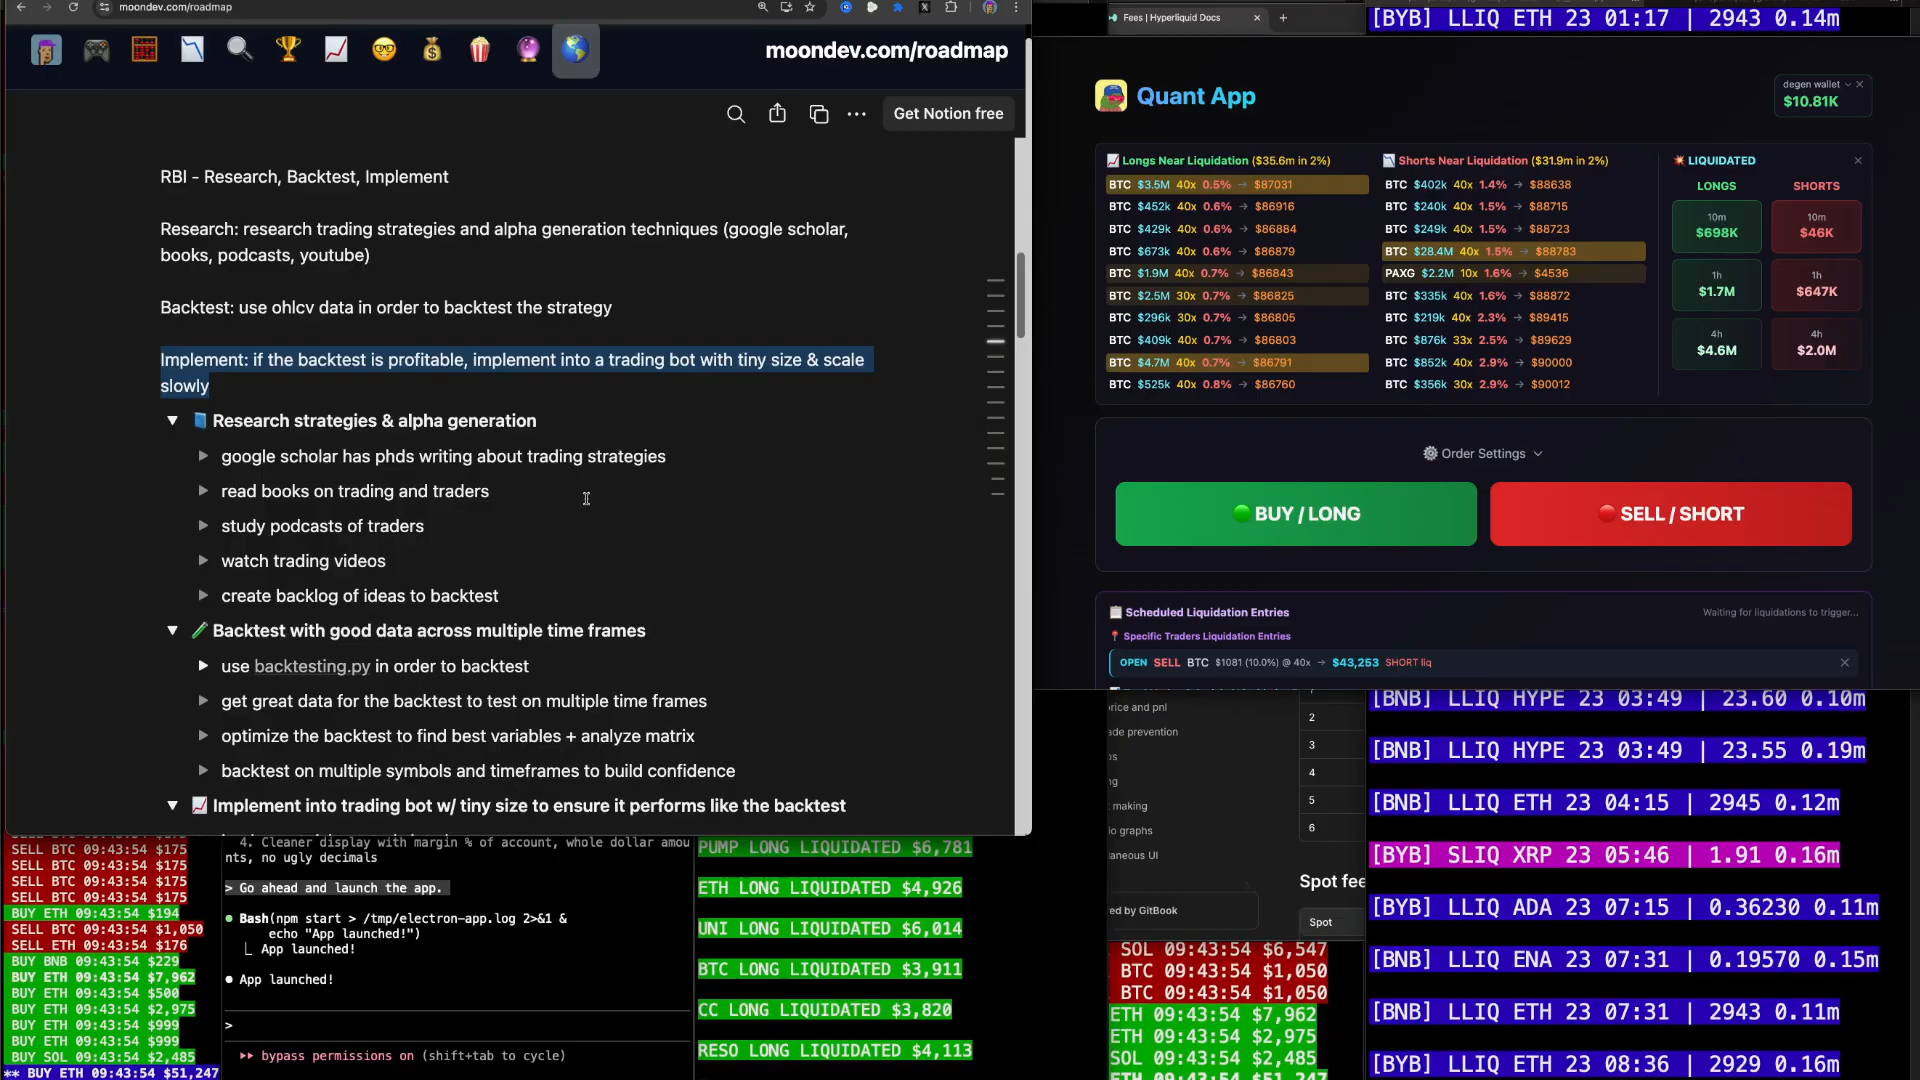 moondev.com/roadmap
moondev.com/roadmap
Get Notion free
RBI - Research, Backtest, Implement
Research: research trading strategies and alpha generation techniques (google scholar,
books, podcasts, youtube)
Backtest: use ohlcv data in order to backtest the strategy
Implement: if the backtest is profitable, implement into a trading bot with tiny size & scale
slowly
Research strategies & alpha generation
google scholar has phds writing about trading strategies
read books on trading and traders
study podcasts of traders
watch trading videos
create backlog of ideas to backtest
Backtest with good data across multiple time frames
use backtesting.py in order to backtest
get great data for the backtest to test on multiple time frames
optimize the backtest to find best variables + analyze matrix
backtest on multiple symbols and timeframes to build confidence
Implement into trading bot w/ tiny size to ensure it performs like the backtest
SELL BTC 09:43:54 $175
SELL BTC 09:43:54 $175
SELL BTC 09:43:54 $175
SELL BTC 09:43:54 $175
BUY ETH 09:43:54 $194
SELL BTC 09:43:54 $1,050
SELL ETH 09:43:54 $176
BUY BNB 09:43:54 $229
BUY ETH 09:43:54 $7,962
BUY ETH 09:43:54 $500
BUY ETH 09:43:54 $2,975
BUY ETH 09:43:54 $999
BUY ETH 09:43:54 $999
BUY SOL 09:43:54 $2,485
** BUY ETH 09:43:54 $51,247
4. Cleaner display with margin % of account, whole dollar amou
nts, no ugly decimals
> Go ahead and launch the app.
Bash(npm start > /tmp/electron-app.log 2>&1 &
echo "App launched!")
App launched!
App launched!
>
bypass permissions on (shift+tab to cycle)
PUMP LONG LIQUIDATED $6,781
ETH LONG LIQUIDATED $4,926
UNI LONG LIQUIDATED $6,014
BTC LONG LIQUIDATED $3,911
CC LONG LIQUIDATED $3,820
RESO LONG LIQUIDATED $4,113
Fees | Hyperliquid Docs
[BYB] LLIQ ETH 23 01:17 | 2943 0.14m
Quant App
degen wallet
$10.81K
Longs Near Liquidation ($35.6m in 2%)
BTC $3.5M 40x 0.5% → $87031
BTC $452k 40x 0.6% → $86916
BTC $429k 40x 0.6% → $86884
BTC $673k 40x 0.6% → $86879
BTC $1.9M 40x 0.7% → $86843
BTC $2.5M 30x 0.7% → $86825
BTC $296k 30x 0.7% → $86805
BTC $409k 40x 0.7% → $86803
BTC $4.7M 40x 0.7% → $86791
BTC $525k 40x 0.8% → $86760
Shorts Near Liquidation ($31.9m in 2%)
BTC $402k 40x 1.4% → $88638
BTC $240k 40x 1.5% → $88715
BTC $249k 40x 1.5% → $88723
BTC $28.4M 40x 1.5% → $88783
PAXG $2.2M 10x 1.6% → $4536
BTC $335k 40x 1.6% → $88872
BTC $219k 40x 2.3% → $89415
BTC $876k 33x 2.5% → $89629
BTC $852k 40x 2.9% → $90000
BTC $356k 30x 2.9% → $90012
LIQUIDATED
LONGS SHORTS
10m 10m
$698K $46K
1h 1h
$1.7M $647K
4h 4h
$4.6M $2.0M
Order Settings
BUY / LONG
SELL / SHORT
Scheduled Liquidation Entries
Waiting for liquidations to trigger...
Specific Traders Liquidation Entries
OPEN SELL BTC $1081 (10.0%) @ 40x → $43,253 SHORT liq
orice and pnl
ade prevention
os
ng
making
io graphs
laneous UI
ed by GitBook
2
3
4
5
6
Spot fee
Spot
SOL 09:43:54 $6,547
BTC 09:43:54 $1,050
BTC 09:43:54 $1,050
ETH 09:43:54 $7,962
ETH 09:43:54 $2,975
SOL 09:43:54 $2,485
ETH 09:43:54 $51,247
[BNB] LLIQ HYPE 23 03:49 | 23.60 0.10m
[BNB] LLIQ HYPE 23 03:49 | 23.55 0.19m
[BNB] LLIQ ETH 23 04:15 | 2945 0.12m
[BYB] SLIQ XRP 23 05:46 | 1.91 0.16m
[BYB] LLIQ ADA 23 07:15 | 0.36230 0.11m
[BNB] LLIQ ENA 23 07:31 | 0.19570 0.15m
[BNB] LLIQ ETH 23 07:31 | 2943 0.11m
[BYB] LLIQ ETH 23 08:36 | 2929 0.16m